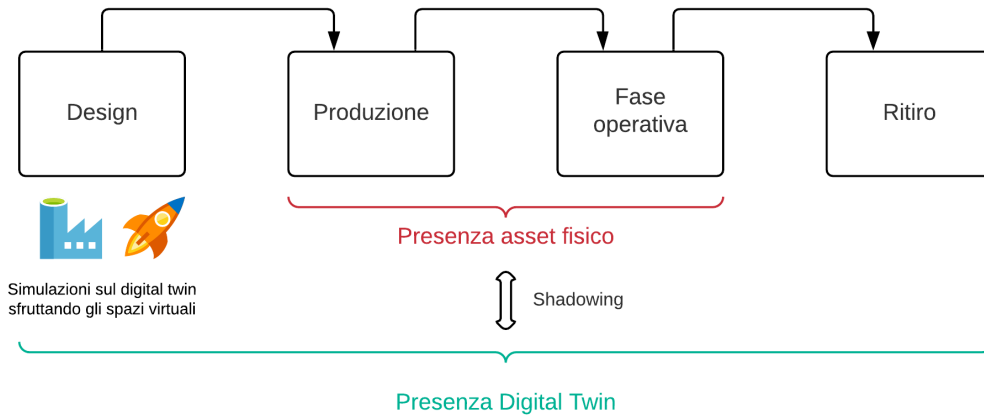 Design
Produzione
Fase
operativa
Ritiro
Presenza asset fisico
Simulazioni sul digital twin
sfruttando gli spazi virtuali
Shadowing
Presenza Digital Twin